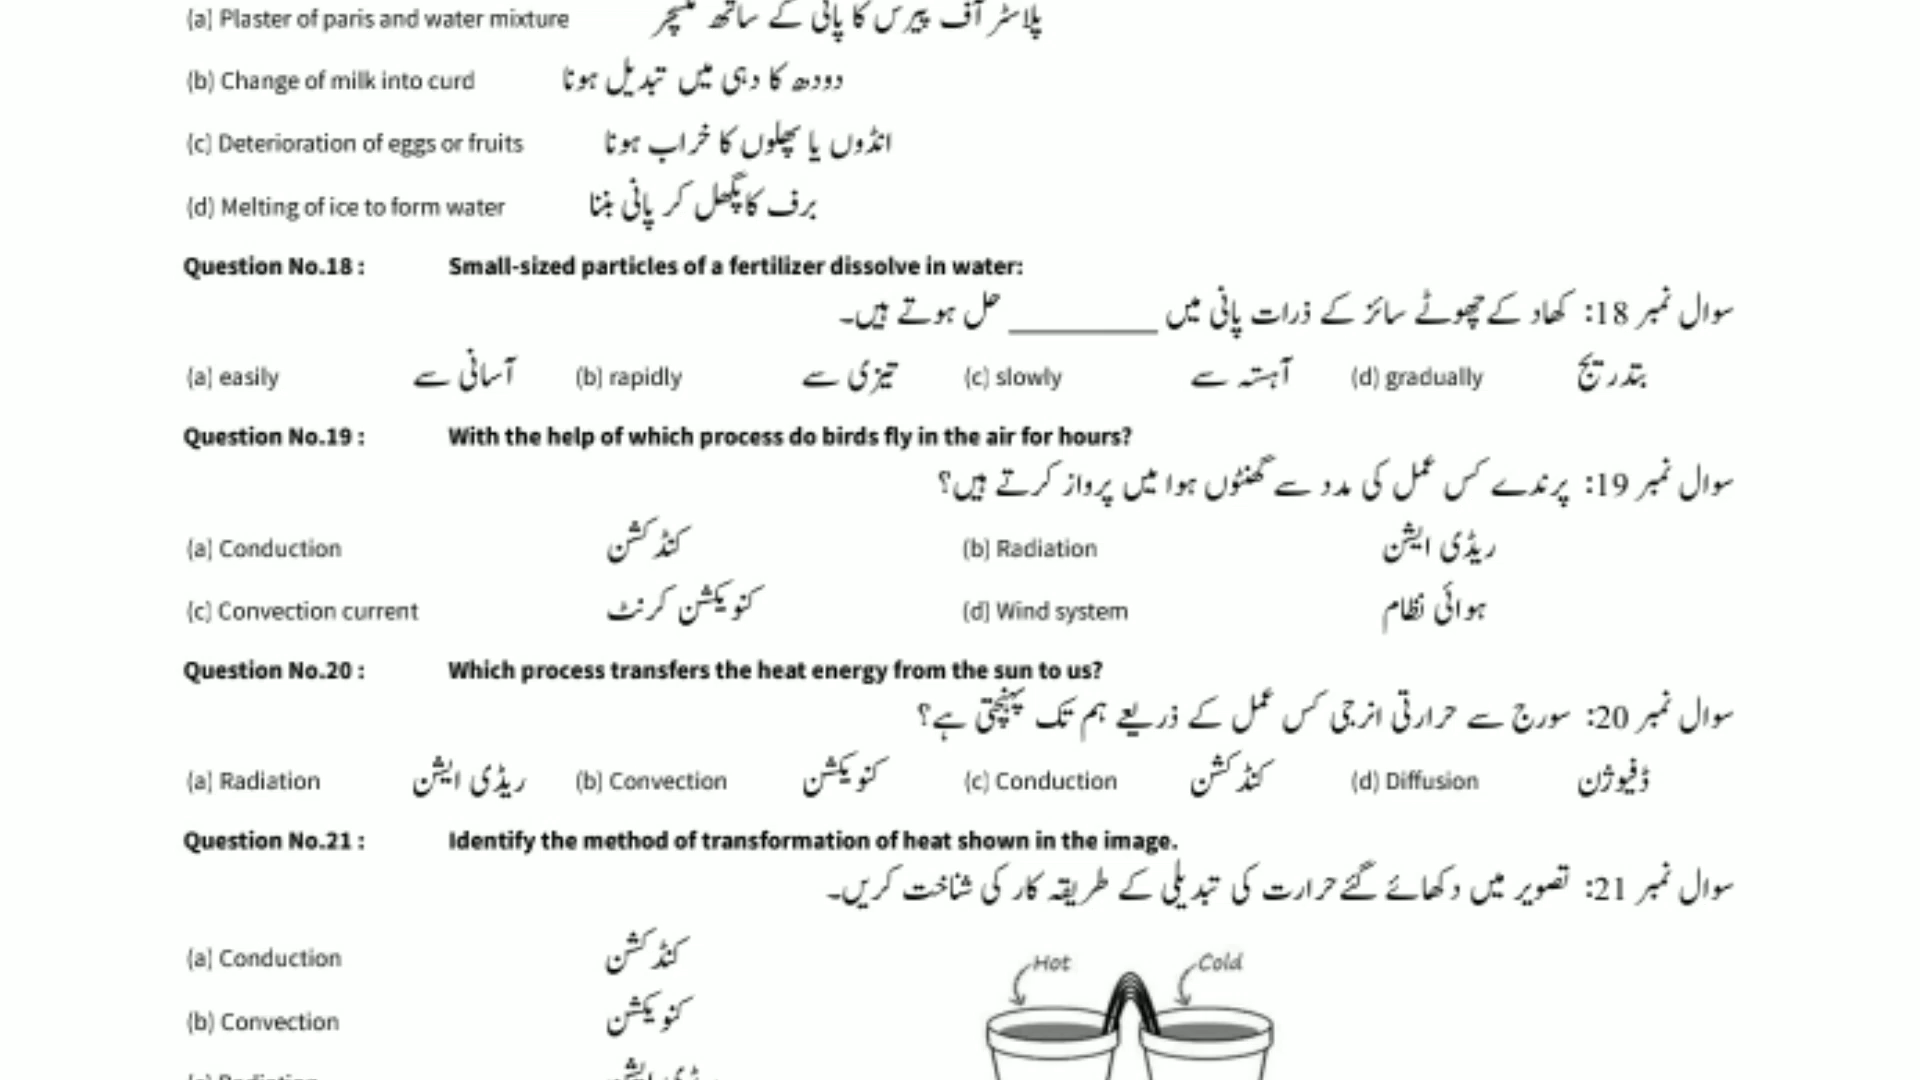 (a) Plaster of paris and water mixture پلاسٹر آف پیرس کا پانی کے ساتھ مکسچر
(b) Change of milk into curd دودھ کا دہی میں تبدیل ہونا
(c) Deterioration of eggs or fruits انڈوں یا پھلوں کا خراب ہونا
(d) Melting of ice to form water برف کا پگھل کر پانی بننا
Question No.18 : Small-sized particles of a fertilizer dissolve in water:
سوال نمبر 18: کھاد کے چھوٹے سائز کے ذرات پانی میں __________ حل ہوتے ہیں۔
(a) easily آسانی سے (b) rapidly تیزی سے (c) slowly آہستہ سے (d) gradually بتدریج
Question No.19 : With the help of which process do birds fly in the air for hours?
سوال نمبر 19: پرندے کس عمل کی مدد سے گھنٹوں ہوا میں پرواز کرتے ہیں؟
(a) Conduction کنڈکشن (b) Radiation ریڈی ایشن
(c) Convection current کنویکشن کرنٹ (d) Wind system ہوائی نظام
Question No.20 : Which process transfers the heat energy from the sun to us?
سوال نمبر 20: سورج سے حرارتی انرجی کس عمل کے ذریعے ہم تک پہنچتی ہے؟
(a) Radiation ریڈی ایشن (b) Convection کنویکشن (c) Conduction کنڈکشن (d) Diffusion ڈفیوژن
Question No.21 : Identify the method of transformation of heat shown in the image.
سوال نمبر 21: تصویر میں دکھائے گئے حرارت کی تبدیلی کے طریقہ کار کی شناخت کریں۔
(a) Conduction کنڈکشن
Hot Cold
(b) Convection کنویکشن
(c) Radiation ریڈی ایشن